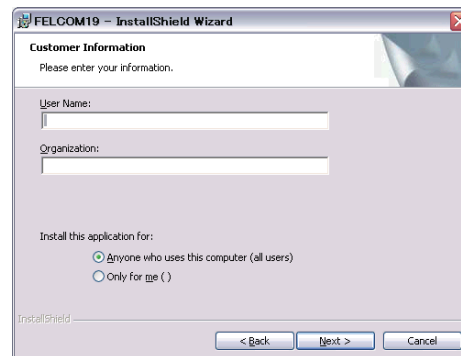 FELCOM19 - InstallShield Wizard
Customer Information
Please enter your information.
User Name:
Organization:
Install this application for:
Anyone who uses this computer (all users)
Only for me ( )
InstallShield
< Back
Next >
Cancel